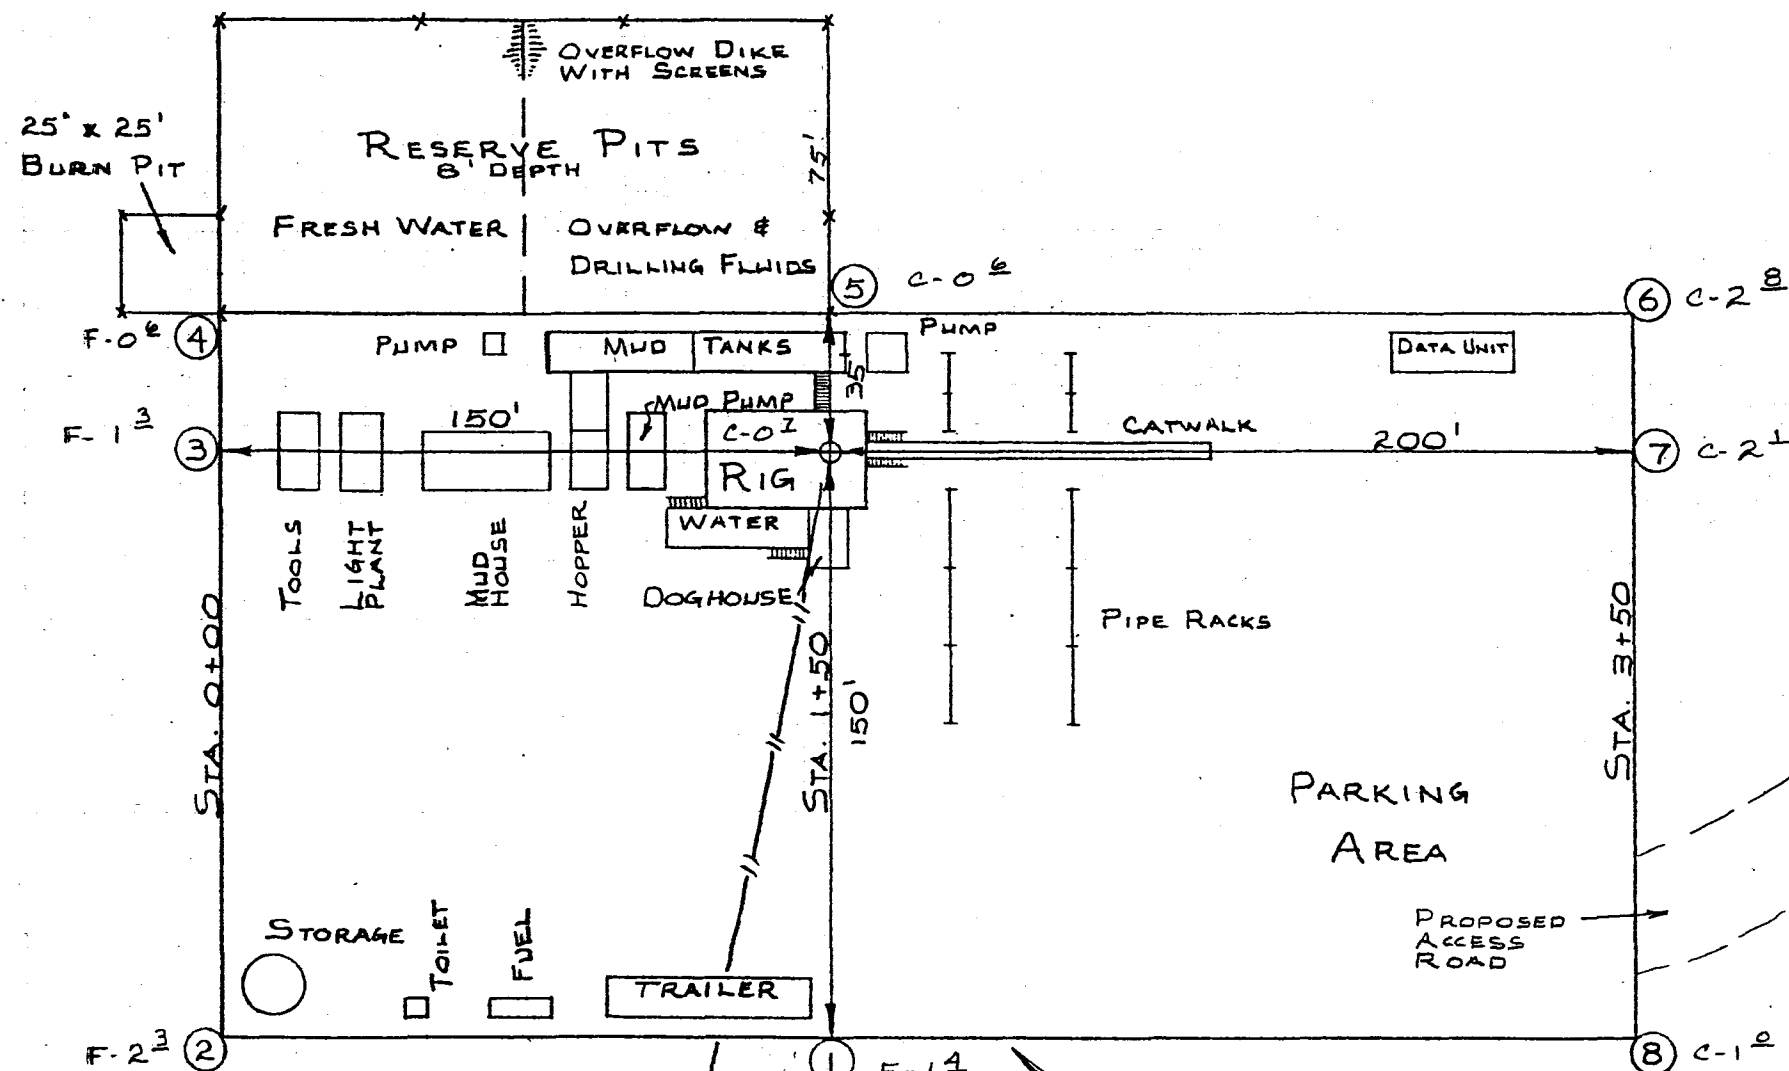 OVERFLOW DIKE
WITH SCREENS
25' x 25'
BURN PIT
RESERVE PITS
8' DEPTH
75'
FRESH WATER
OVERFLOW &
DRILLING FLUIDS
5 C-0 6
6 C-2 8
F-0 6 4
PUMP
MUD TANKS
PUMP
DATA UNIT
35
MUD PUMP
150'
C-0 7
CATWALK
200'
F-1 3 3
7 C-2 1
RIG
WATER
TOOLS
LIGHT
PLANT
MUD
HOUSE
HOPPER
DOGHOUSE
PIPE RACKS
STA. 0+00
STA. 1+50
150'
STA. 3+50
PARKING
AREA
STORAGE
TOILET
FUEL
TRAILER
PROPOSED
ACCESS
ROAD
F-2 3 2
1 F-1 4
8 C-1 0